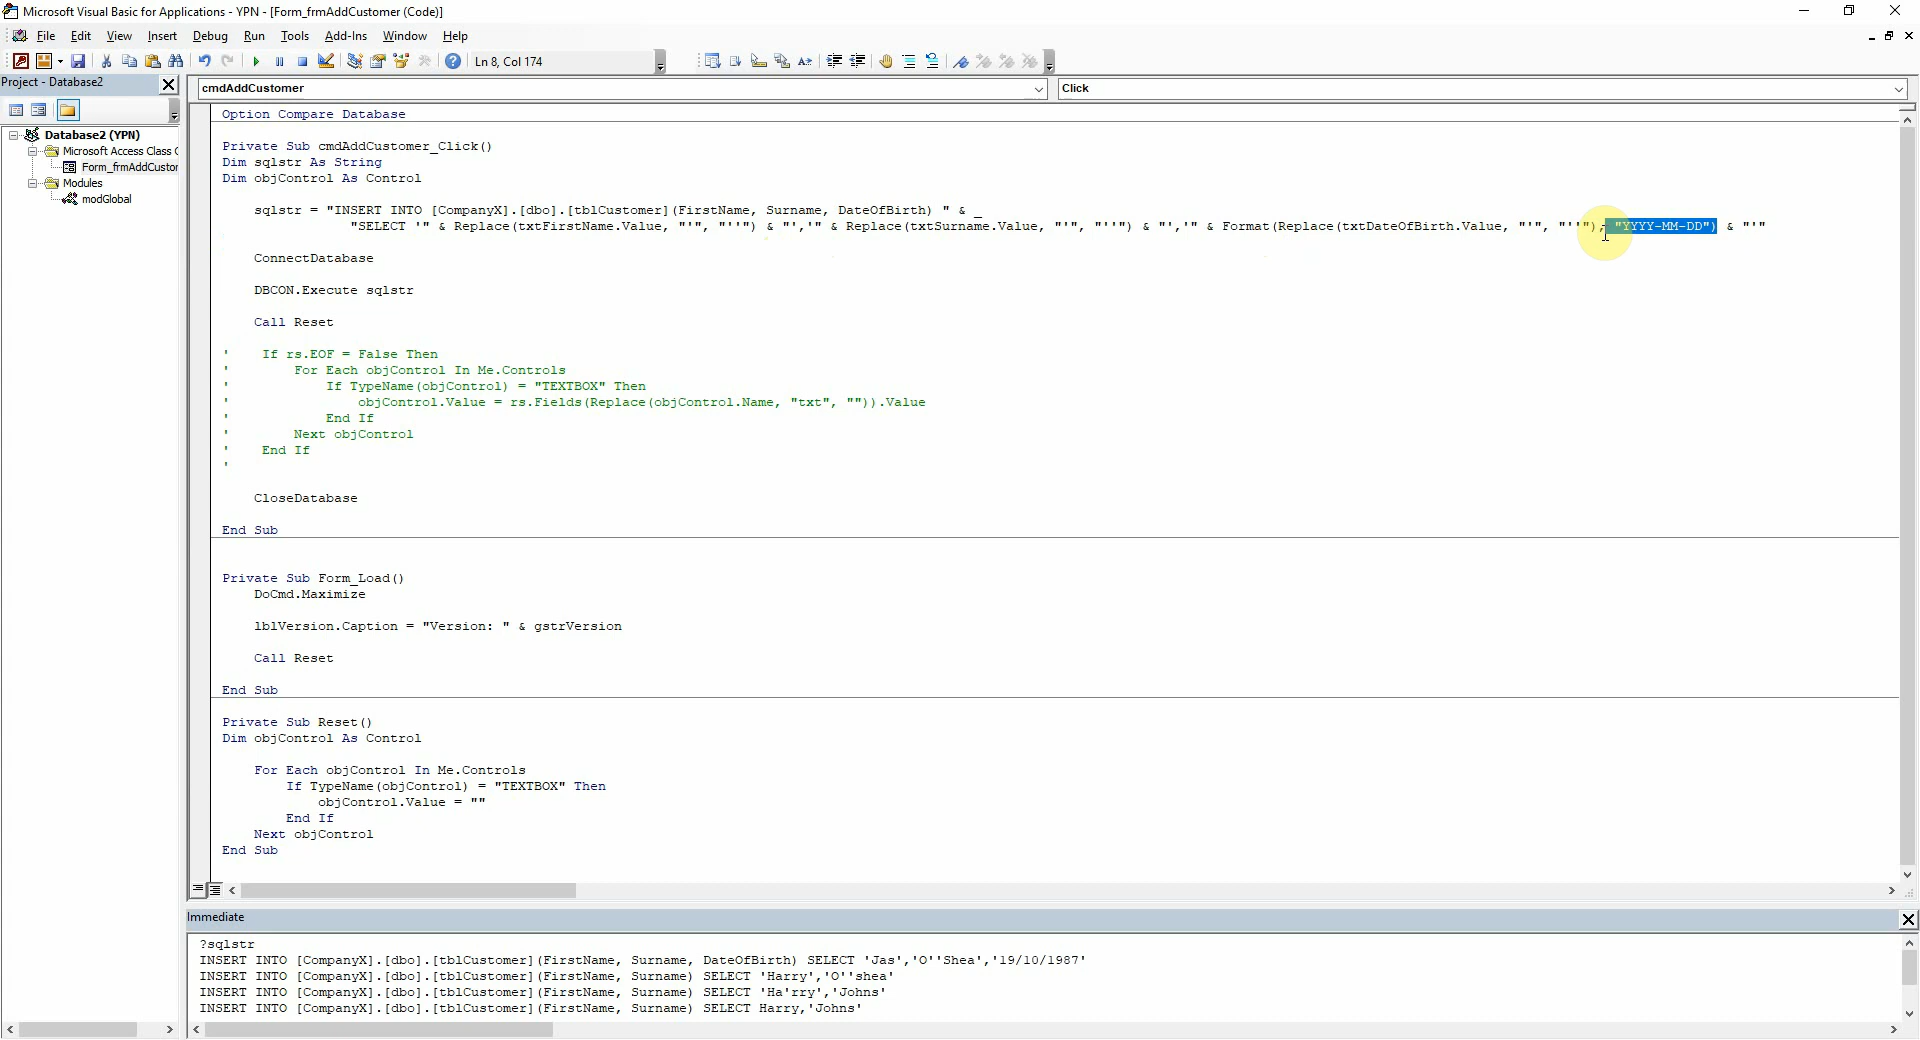 Microsoft Visual Basic for Applications - YPN - [Form_frmAddCustomer (Code)]
File Edit View Insert Debug Run Tools Add-Ins Window Help
Ln 8, Col 174
Project - Database2
cmdAddCustomer
Click
Database2 (YPN)
Microsoft Access Class
Form_frmAddCustor
Modules
modGlobal
Option Compare Database
Private Sub cmdAddCustomer_Click()
Dim sqlstr As String
Dim objControl As Control
sqlstr = "INSERT INTO [CompanyX].[dbo].[tblCustomer](FirstName, Surname, DateOfBirth) " & _
"SELECT '" & Replace(txtFirstName.Value, "'", "''") & "','" & Replace(txtSurname.Value, "'", "''") & "','" & Format(Replace(txtDateOfBirth.Value, "'", "''"), "YYYY-MM-DD") & "'"
ConnectDatabase
DBCON.Execute sqlstr
Call Reset
' If rs.EOF = False Then
' For Each objControl In Me.Controls
' If TypeName(objControl) = "TEXTBOX" Then
' objControl.Value = rs.Fields(Replace(objControl.Name, "txt", "")).Value
' End If
' Next objControl
' End If
'
CloseDatabase
End Sub
Private Sub Form_Load()
DoCmd.Maximize
lblVersion.Caption = "Version: " & gstrVersion
Call Reset
End Sub
Private Sub Reset()
Dim objControl As Control
For Each objControl In Me.Controls
If TypeName(objControl) = "TEXTBOX" Then
objControl.Value = ""
End If
Next objControl
End Sub
Immediate
?sqlstr
INSERT INTO [CompanyX].[dbo].[tblCustomer](FirstName, Surname, DateOfBirth) SELECT 'Jas','O''Shea','19/10/1987'
INSERT INTO [CompanyX].[dbo].[tblCustomer](FirstName, Surname) SELECT 'Harry','O''shea'
INSERT INTO [CompanyX].[dbo].[tblCustomer](FirstName, Surname) SELECT 'Ha'rry','Johns'
INSERT INTO [CompanyX].[dbo].[tblCustomer](FirstName, Surname) SELECT Harry,'Johns'